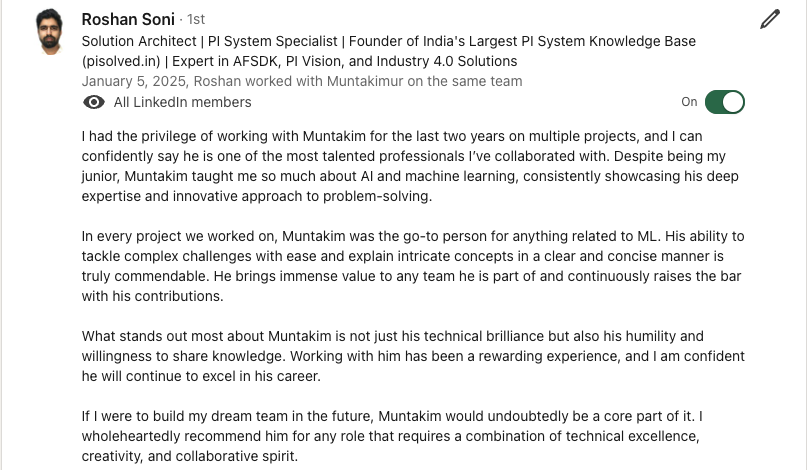 Roshan Soni · 1st
Solution Architect | PI System Specialist | Founder of India's Largest PI System Knowledge Base
(pisolved.in) | Expert in AFSDK, PI Vision, and Industry 4.0 Solutions
January 5, 2025, Roshan worked with Muntakimur on the same team
All LinkedIn members On
I had the privilege of working with Muntakim for the last two years on multiple projects, and I can
confidently say he is one of the most talented professionals I've collaborated with. Despite being my
junior, Muntakim taught me so much about AI and machine learning, consistently showcasing his deep
expertise and innovative approach to problem-solving.
In every project we worked on, Muntakim was the go-to person for anything related to ML. His ability to
tackle complex challenges with ease and explain intricate concepts in a clear and concise manner is
truly commendable. He brings immense value to any team he is part of and continuously raises the bar
with his contributions.
What stands out most about Muntakim is not just his technical brilliance but also his humility and
willingness to share knowledge. Working with him has been a rewarding experience, and I am confident
he will continue to excel in his career.
If I were to build my dream team in the future, Muntakim would undoubtedly be a core part of it. I
wholeheartedly recommend him for any role that requires a combination of technical excellence,
creativity, and collaborative spirit.